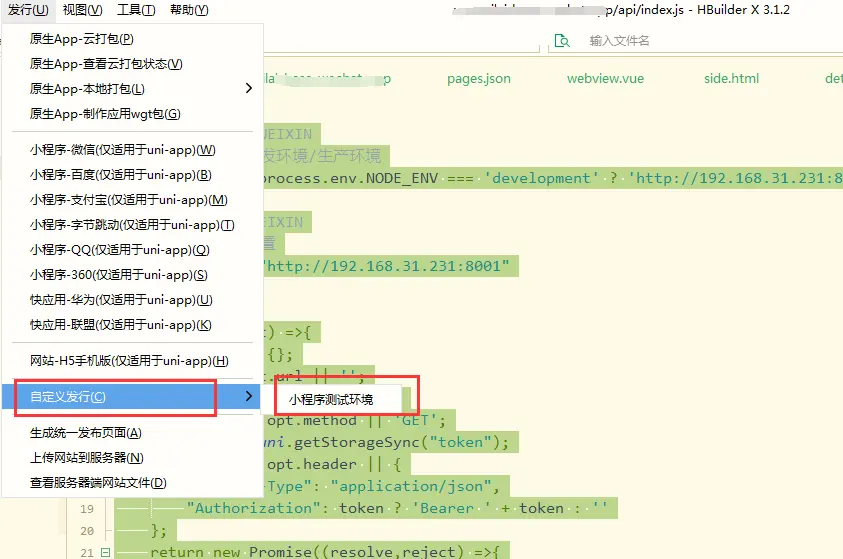 发行(U) 视图(V) 工具(T) 帮助(Y)
pp/api/index.js - HBuilder X 3.1.2
输入文件名
原生App-云打包(P)
原生App-查看云打包状态(V)
原生App-本地打包(L)
原生App-制作应用wgt包(G)
pages.json webview.vue side.html det
小程序-微信(仅适用于uni-app)(W)
小程序-百度(仅适用于uni-app)(B)
小程序-支付宝(仅适用于uni-app)(M)
小程序-字节跳动(仅适用于uni-app)(T)
小程序-QQ(仅适用于uni-app)(Q)
小程序-360(仅适用于uni-app)(S)
快应用-华为(仅适用于uni-app)(U)
快应用-联盟(仅适用于uni-app)(K)
网站-H5手机版(仅适用于uni-app)(H)
自定义发行(C)
小程序测试环境
生成统一发布页面(A)
上传网站到服务器(N)
查看服务器端网站文件(D)
EIXIN
发环境/生产环境
process.env.NODE_ENV === 'development' ? 'http://192.168.31.231:8
EIXIN
置
"http://192.168.31.231:8001"
) =>{
{};
.url || '';
opt.method || 'GET';
uni.getStorageSync("token");
opt.header || {
Type": "application/json",
19 "Authorization": token ? 'Bearer ' + token : ''
20 };
21 return new Promise((resolve,reject) =>{